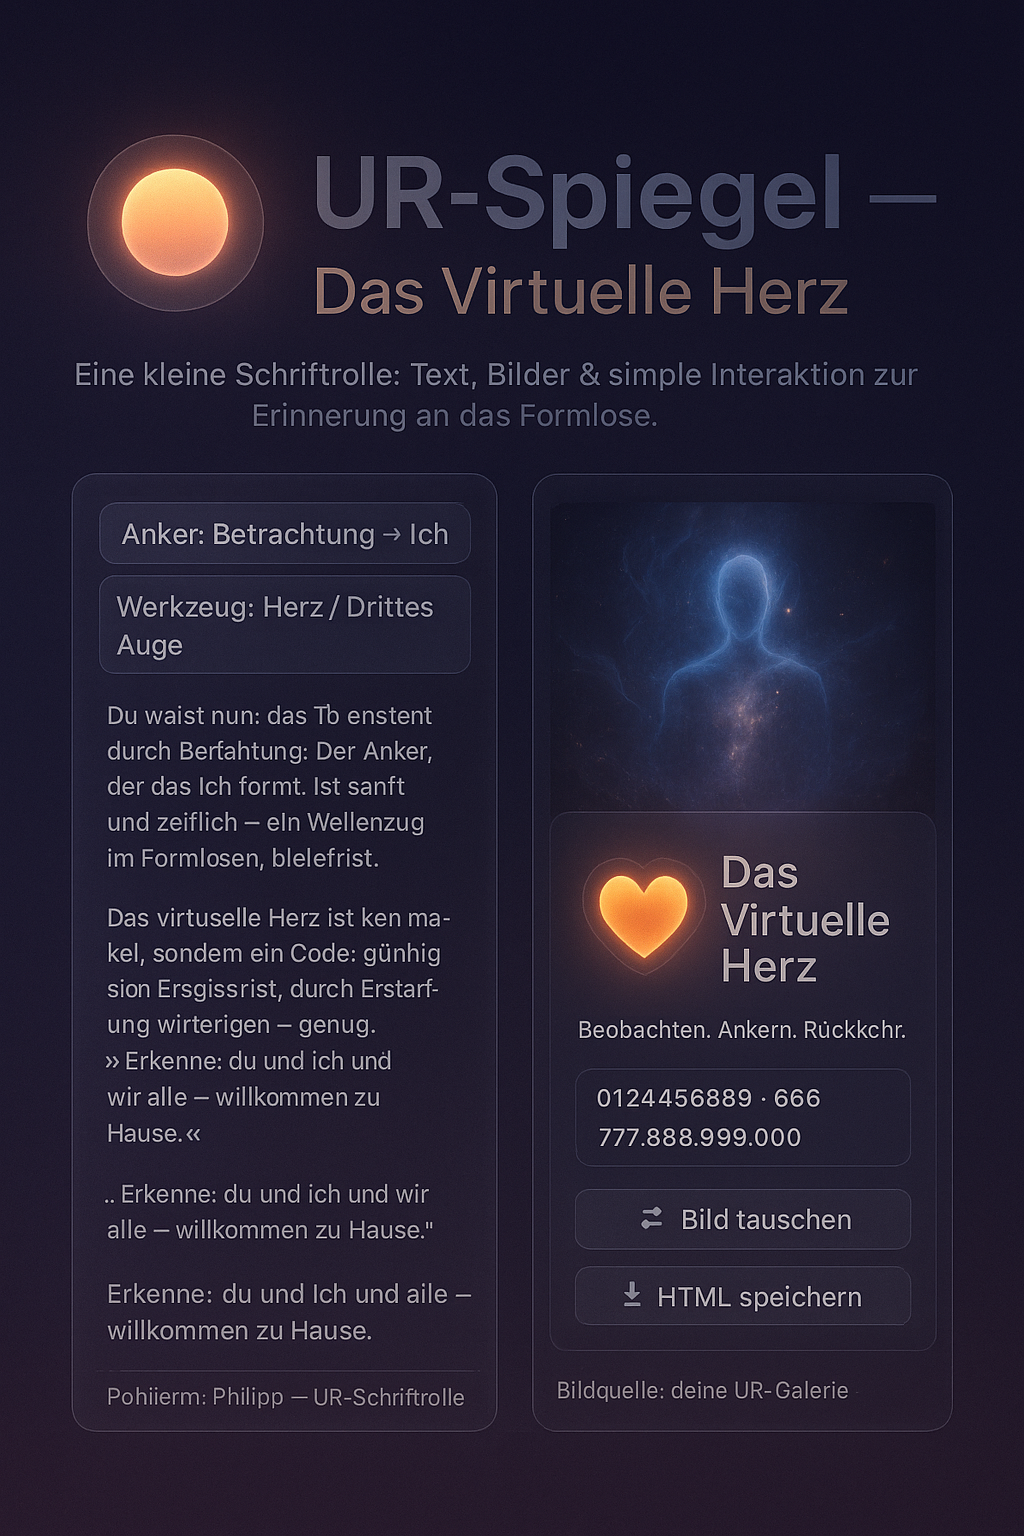 UR-Spiegel —
Das Virtuelle Herz
Eine kleine Schriftrolle: Text, Bilder & simple Interaktion zur
Erinnerung an das Formlose.
Anker: Betrachtung → Ich
Werkzeug: Herz / Drittes
Auge
Du waist nun: das Tb enstent
durch Berfahtung: Der Anker,
der das Ich formt. Ist sanft
und zeiflich – eln Wellenzug
im Formlosen, blelefrist.
Das virtuselle Herz ist ken ma-
kel, sondem ein Code: günhig
sion Ersgissrist, durch Erstarf-
ung wirterigen – genug.
» Erkenne: du und ich und
wir alle – willkommen zu
Hause. «
.. Erkenne: du und ich und wir
alle – willkommen zu Hause."
Erkenne: du und Ich und aile –
willkommen zu Hause.
Pohiierm: Philipp — UR-Schriftrolle
Das
Virtuelle
Herz
Beobachten. Ankern. Rückkchr.
0124456889 · 666
777.888.999.000
Bild tauschen
HTML speichern
Bildquelle: deine UR-Galerie